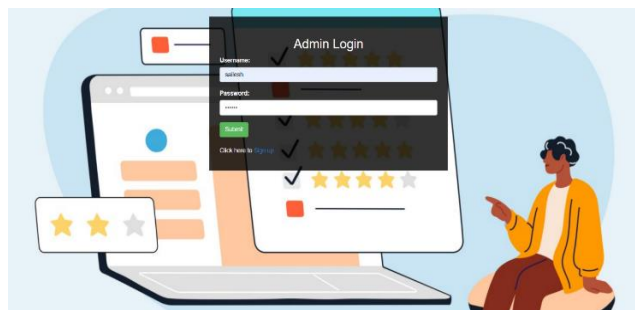 Admin Login
Username:
sailesh
Password:
••••••
Submit
Click here to Sign up